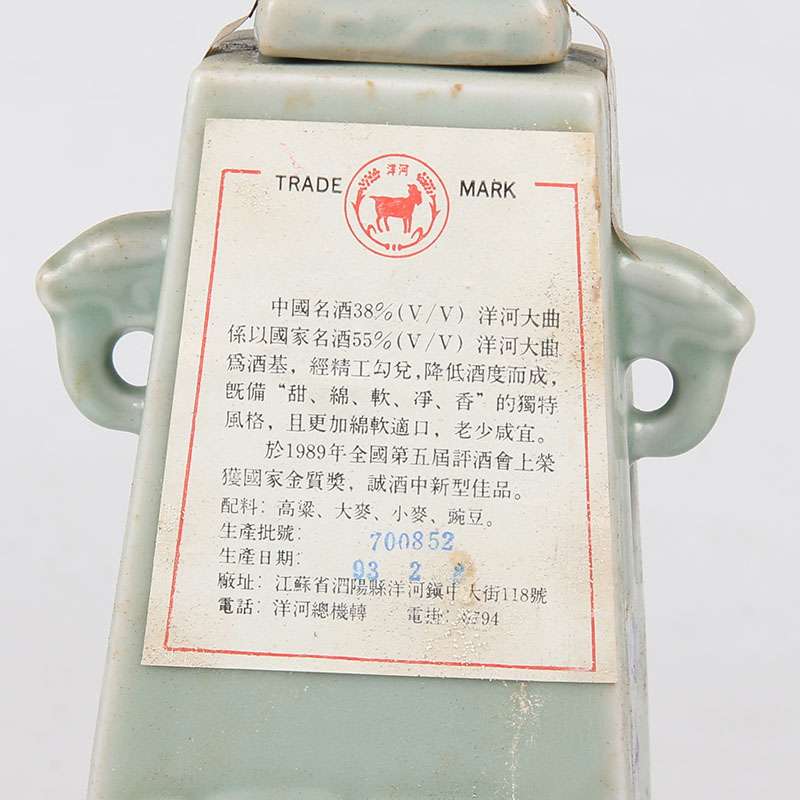 洋河
TRADE MARK
中國名酒38%(V/V) 洋河大曲
係以國家名酒55%(V/V) 洋河大曲
爲酒基，經精工勾兌,降低酒度而成，
既備“甜、綿、軟、凈、香”的獨特
風格，且更加綿軟適口，老少咸宜。
於1989年全國第五屆評酒會上榮
獲國家金質獎，誠酒中新型佳品。
配料：高粱、大麥、小麥、豌豆。
生產批號： 700852
生產日期： 93 2
廠址：江蘇省泗陽縣洋河鎮中大街118號
電話：洋河總機轉 電掛：